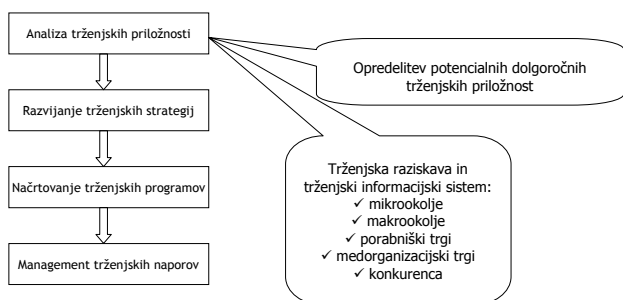 Analiza trženjskih priložnosti
Opredelitev potencialnih dolgoročnih
trženjskih priložnost
Razvijanje trženjskih strategij
Načrtovanje trženjskih programov
Management trženjskih naporov
Trženjska raziskava in
trženjski informacijski sistem:
✓ mikrookolje
✓ makrookolje
✓ porabniški trgi
✓ medorganizacijski trgi
✓ konkurenca